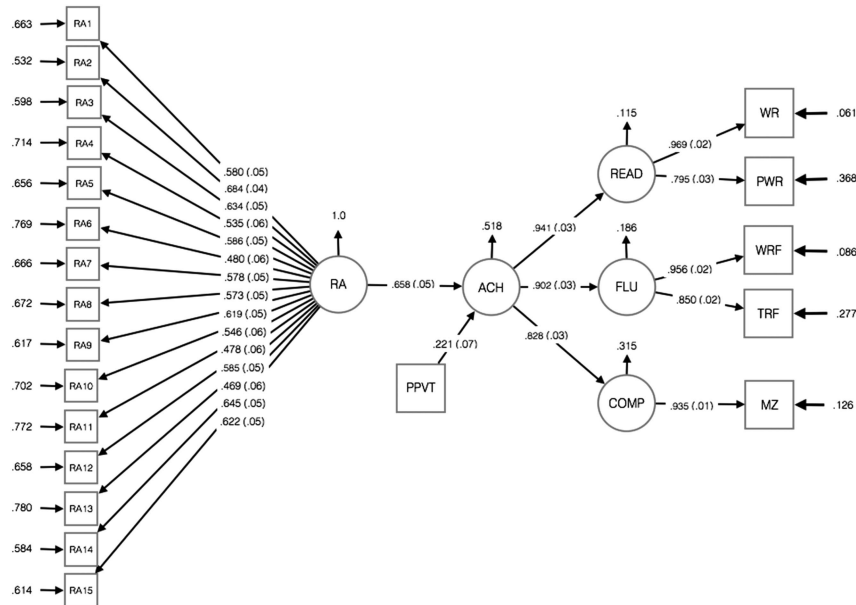 .663 RA1
.532 RA2
.598 RA3
.714 RA4
.656 RA5
.769 RA6
.666 RA7
.672 RA8
.617 RA9
.702 RA10
.772 RA11
.658 RA12
.780 RA13
.584 RA14
.614 RA15
.580 (.05)
.684 (.04)
.634 (.05)
.535 (.06)
.586 (.05)
.480 (.06)
.578 (.05)
.573 (.05)
.619 (.05)
.546 (.06)
.478 (.06)
.585 (.05)
.469 (.06)
.645 (.05)
.622 (.05)
1.0
RA
.658 (.05)
.518
ACH
.221 (.07)
PPVT
.941 (.03)
.902 (.03)
.828 (.03)
.115
READ
.186
FLU
.315
COMP
.969 (.02)
.795 (.03)
.956 (.02)
.850 (.02)
.935 (.01)
WR .061
PWR .368
WRF .086
TRF .277
MZ .126